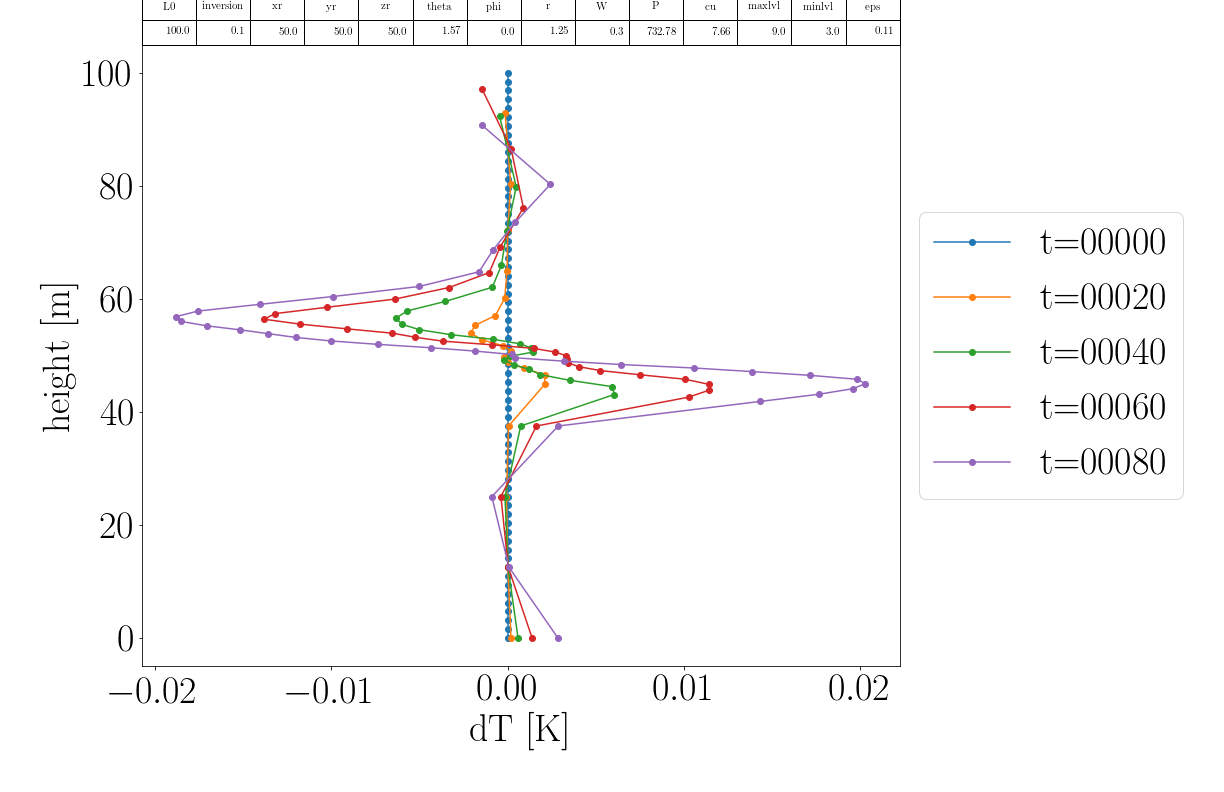 L0 inversion xr yr zr theta phi r W P cu maxlvl minlvl eps
100.0 0.1 50.0 50.0 50.0 1.57 0.0 1.25 0.3 732.78 7.66 9.0 3.0 0.11
100
80
60
40
20
0
height [m]
−0.02 −0.01 0.00 0.01 0.02
dT [K]
t=00000
t=00020
t=00040
t=00060
t=00080